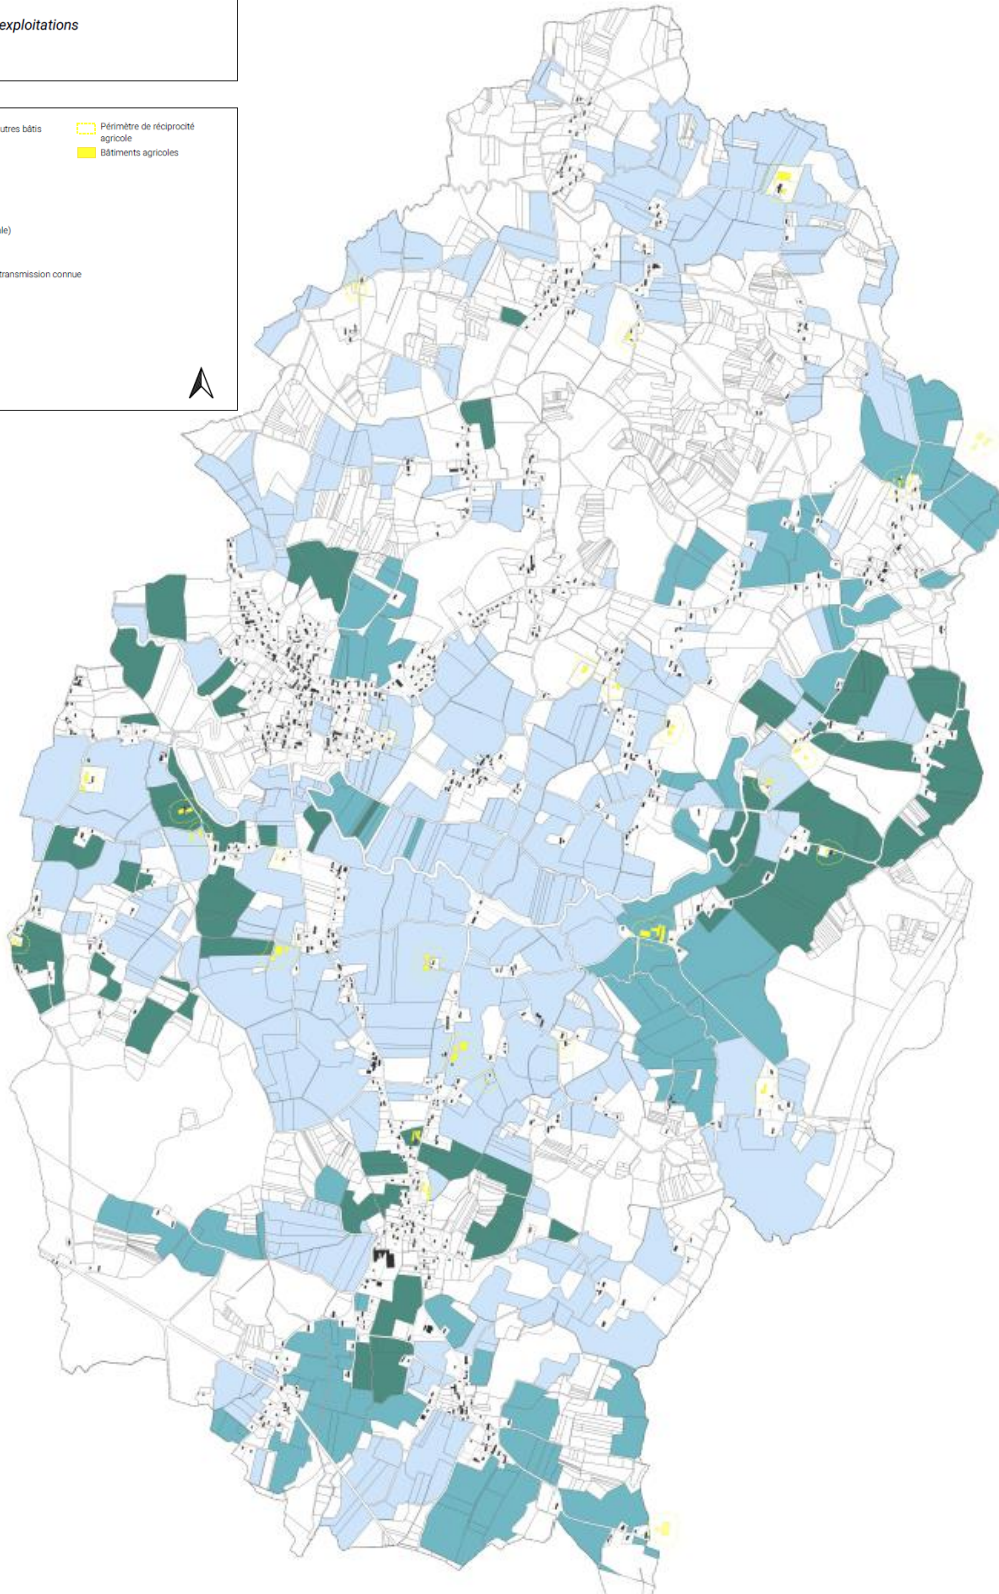 exploitations
utres bâtis
Périmètre de réciprocité
agricole
Bâtiments agricoles
le)
transmission connue